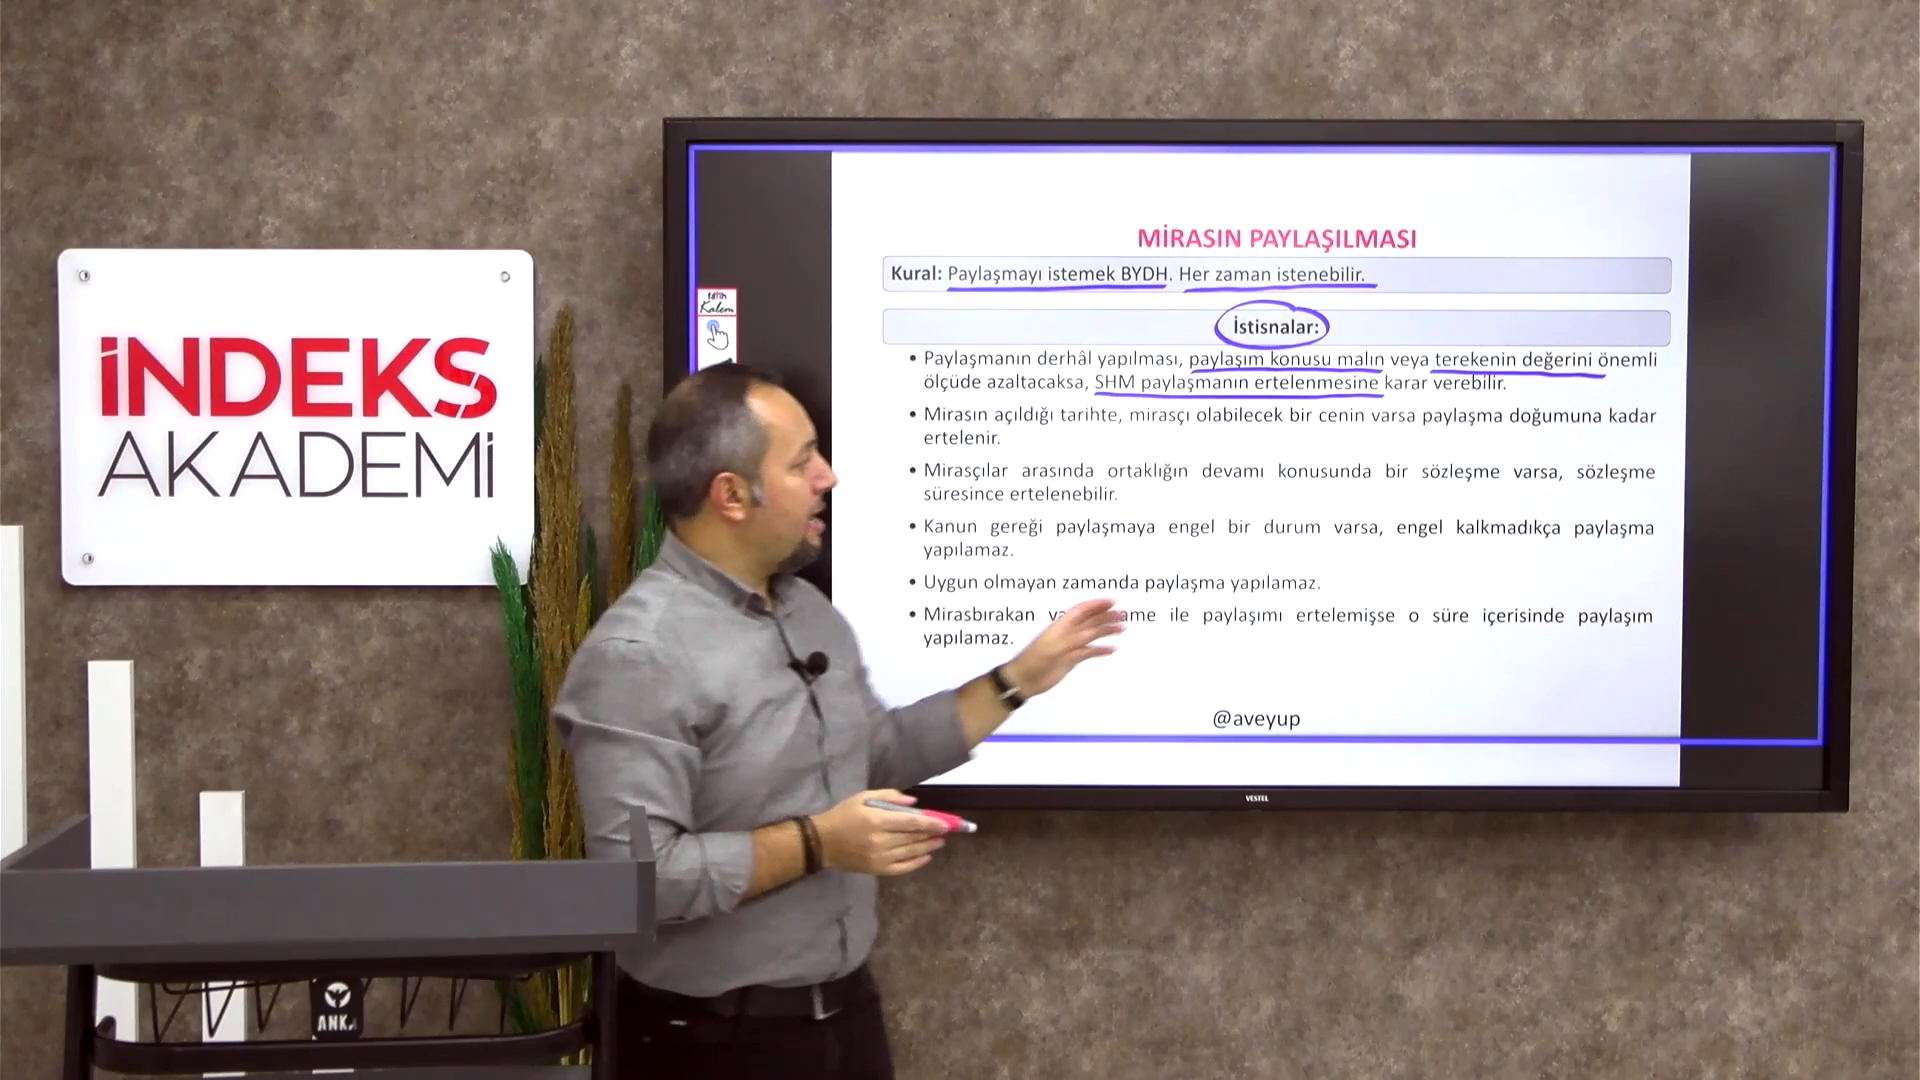 İNDEKS
AKADEMİ
fatih
Kalem
MİRASIN PAYLAŞILMASI
Kural: Paylaşmayı istemek BYDH. Her zaman istenebilir.
İstisnalar:
• Paylaşmanın derhâl yapılması, paylaşım konusu malın veya terekenin değerini önemli
ölçüde azaltacaksa, SHM paylaşmanın ertelenmesine karar verebilir.
• Mirasın açıldığı tarihte, mirasçı olabilecek bir cenin varsa paylaşma doğumuna kadar
ertelenir.
• Mirasçılar arasında ortaklığın devamı konusunda bir sözleşme varsa, sözleşme
süresince ertelenebilir.
• Kanun gereği paylaşmaya engel bir durum varsa, engel kalkmadıkça paylaşma
yapılamaz.
• Uygun olmayan zamanda paylaşma yapılamaz.
• Mirasbırakan ile paylaşımı ertelemişse o süre içerisinde paylaşım
yapılamaz.
@aveyup
VESTEL
ANKA